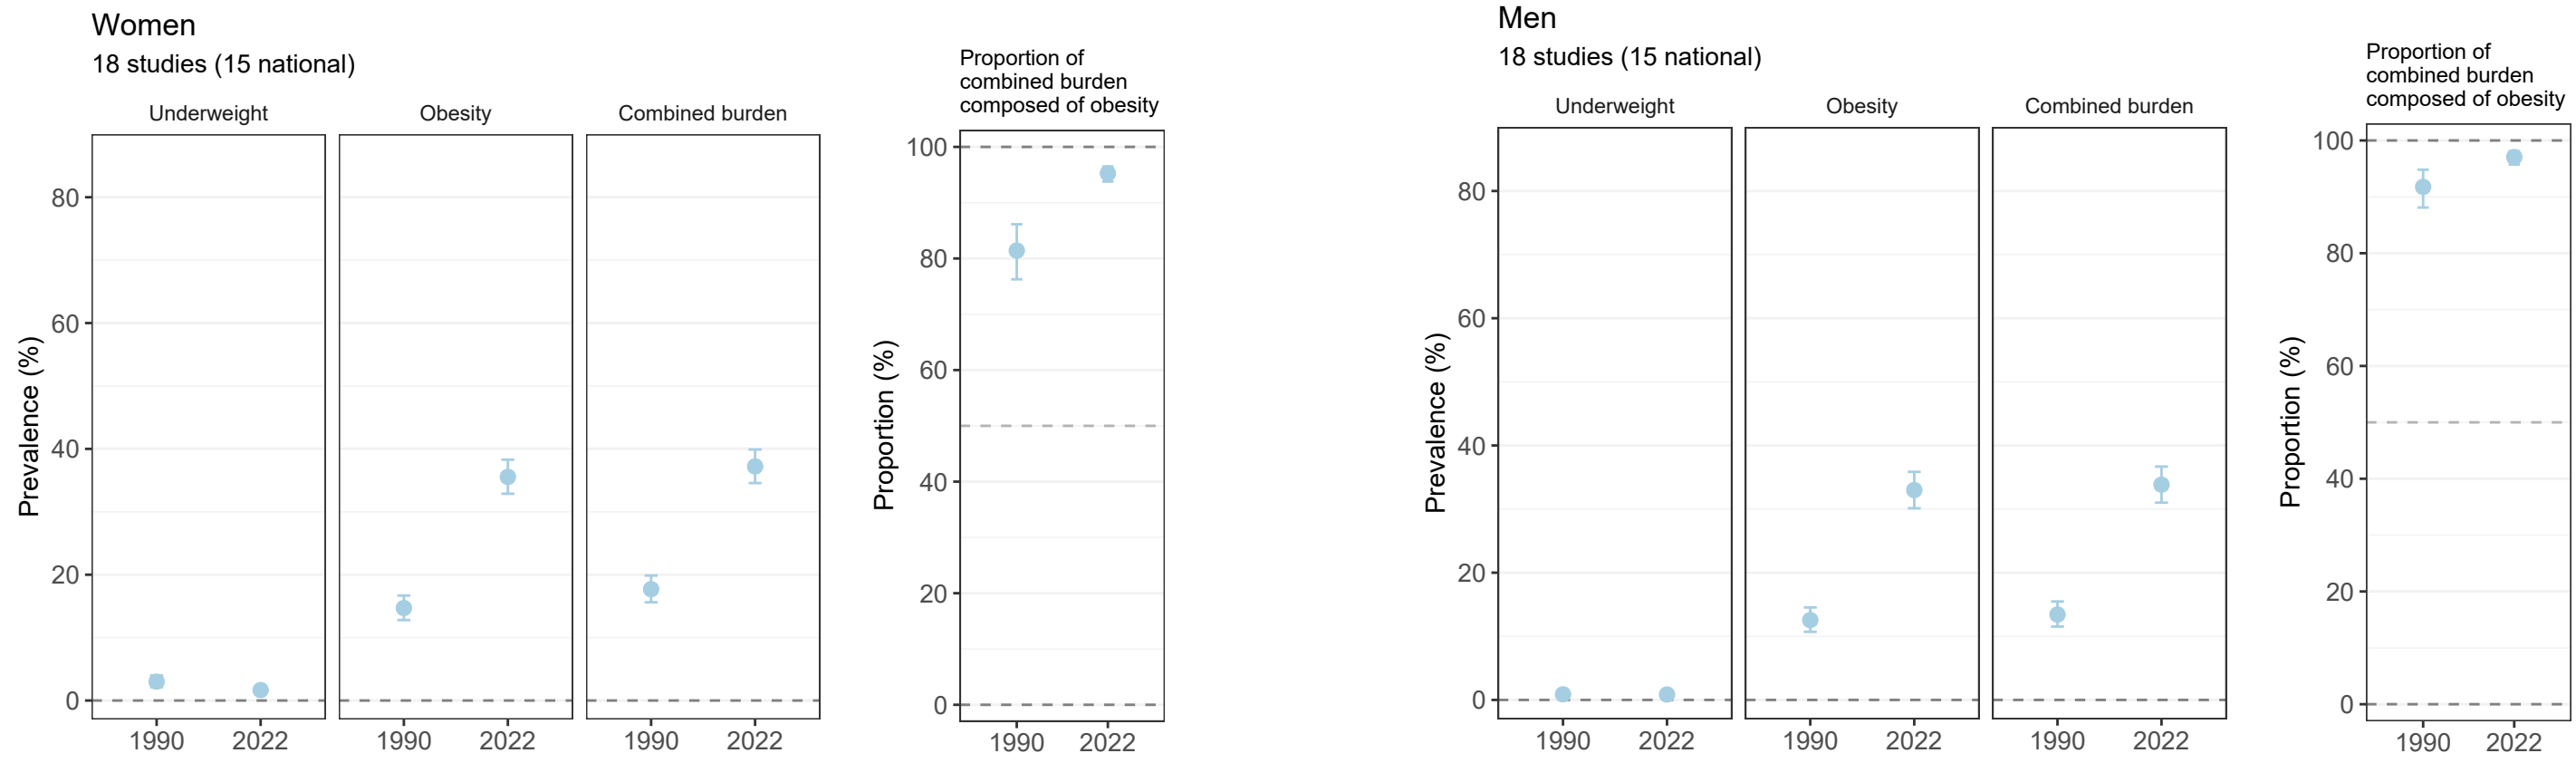 Women
18 studies (15 national)
Underweight
Obesity
Combined burden
Prevalence (%)
80
60
40
20
0
1990
2022
1990
2022
1990
2022
Proportion of
combined burden
composed of obesity
Proportion (%)
100
80
60
40
20
0
1990
2022
Men
18 studies (15 national)
Underweight
Obesity
Combined burden
Prevalence (%)
80
60
40
20
0
1990
2022
1990
2022
1990
2022
Proportion of
combined burden
composed of obesity
Proportion (%)
100
80
60
40
20
0
1990
2022